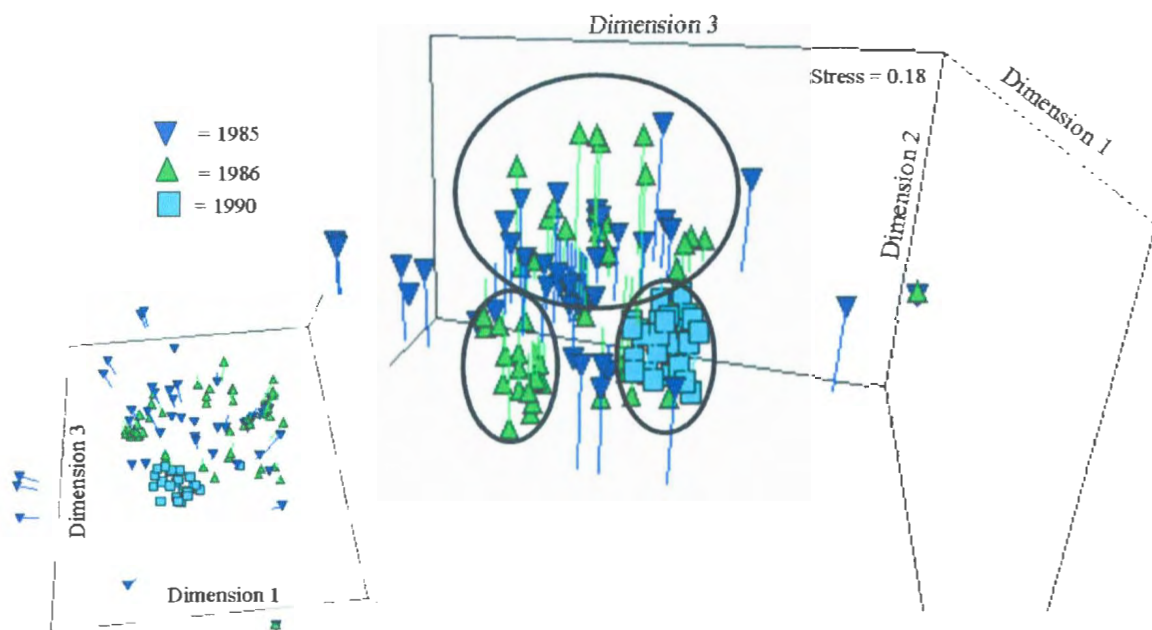 Dimension 3
Stress = 0.18
Dimension 1
Dimension 2
= 1985
= 1986
= 1990
Dimension 3
Dimension 1